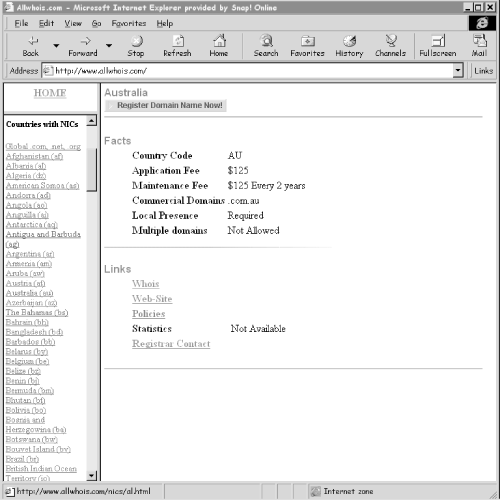 Allwhois.com - Microsoft Internet Explorer provided by Snap! Online
File Edit View Go Favorites Help
Back Forward Stop Refresh Home Search Favorites History Channels Fullscreen Mail
Address http://www.allwhois.com/ Links
HOME
Countries with NICs
Global .com, .net, .org
Afghanistan (af)
Albania (al)
Algeria (dz)
American Somoa (as)
Andorra (ad)
Angola (ao)
Anguilla (ai)
Antarctica (aq)
Antigua and Barbuda
(ag)
Argentina (ar)
Armenia (am)
Aruba (aw)
Austria (at)
Australia (au)
Azerbaijan (az)
The Bahamas (bs)
Bahrain (bh)
Bangladesh (bd)
Barbados (bb)
Belarus (by)
Belgium (be)
Belize (bz)
Benin (bj)
Bermuda (bm)
Bhutan (bt)
Bolivia (bo)
Bosnia and
Herzegowina (ba)
Botswana (bw)
Bouvet Island (bv)
Brazil (br)
British Indian Ocean
Territory (io)
Australia
Register Domain Name Now!
Facts
Country Code AU
Application Fee $125
Maintenance Fee $125 Every 2 years
Commercial Domains .com.au
Local Presence Required
Multiple domains Not Allowed
Links
Whois
Web-Site
Policies
Statistics Not Available
Registrar Contact
http://www.allwhois.com/nics/al.html Internet zone